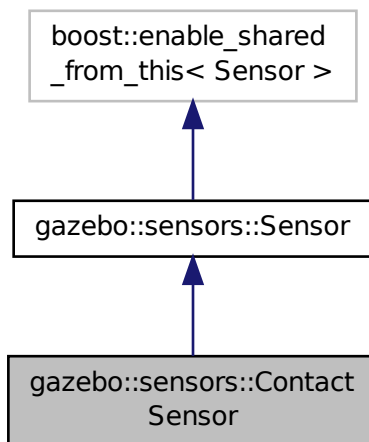 boost::enable_shared
_from_this< Sensor >
gazebo::sensors::Sensor
gazebo::sensors::Contact
Sensor